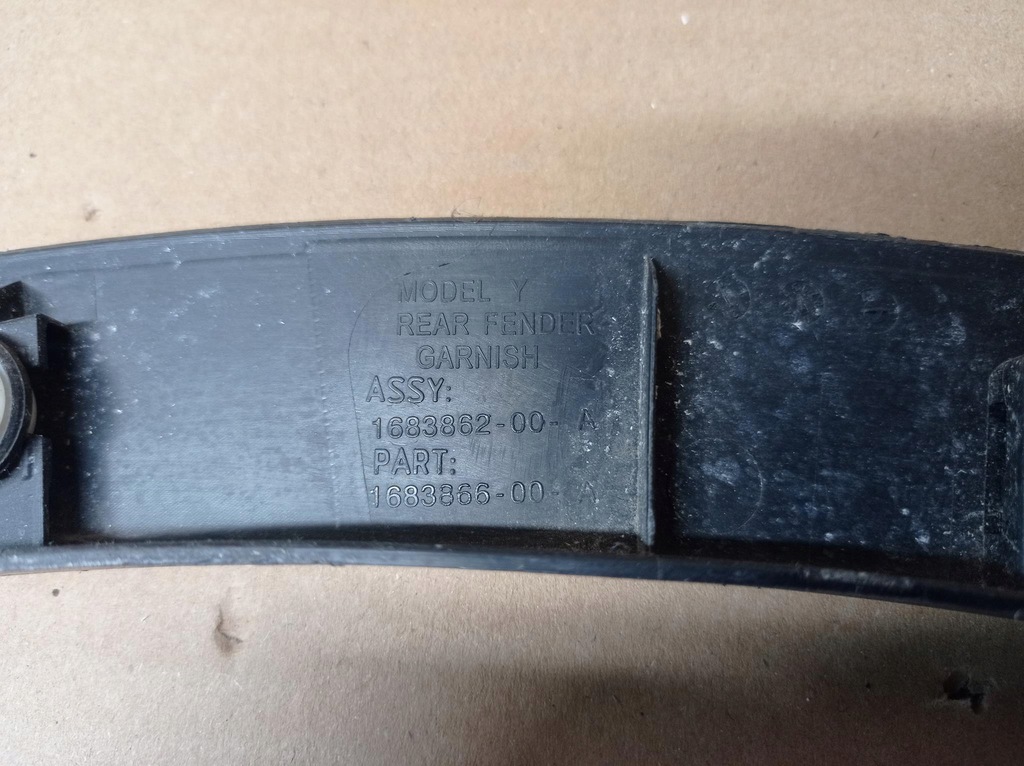 MODEL Y
REAR FENDER
GARNISH
ASSY:
1683862-00- A
PART:
1683866-00- A